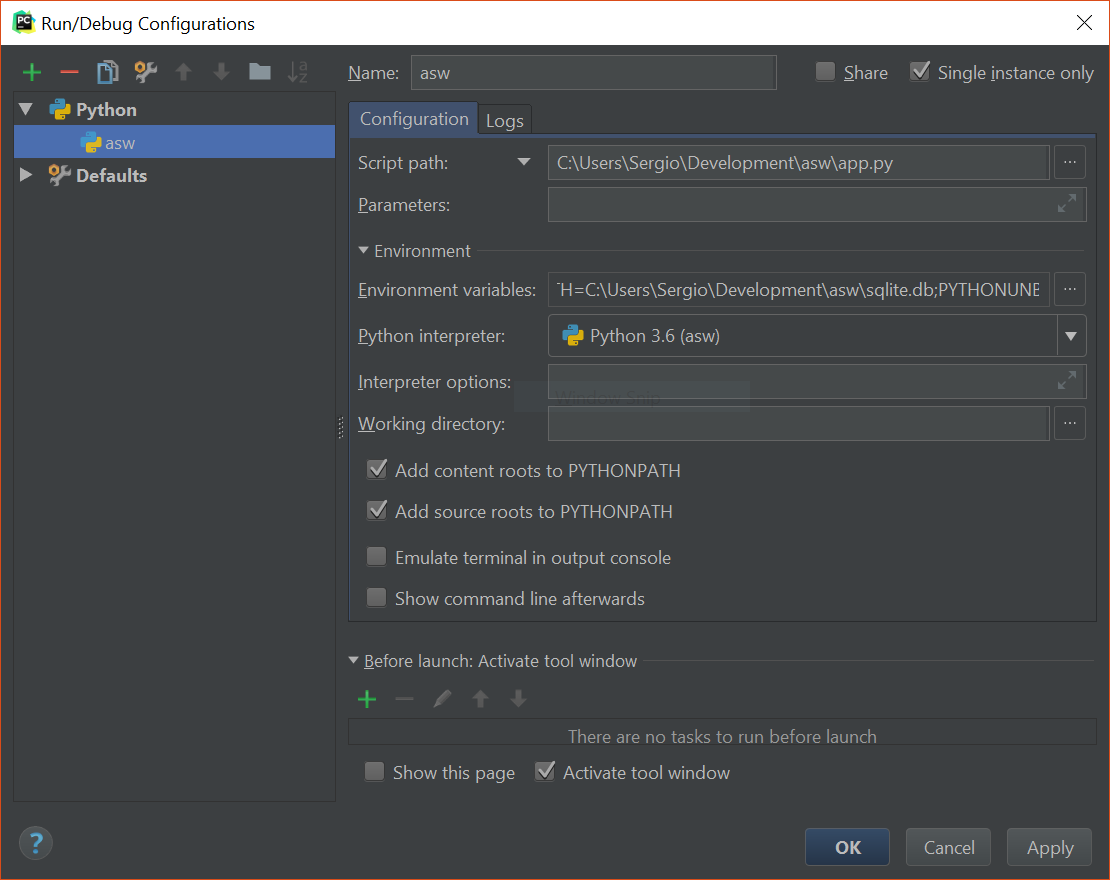 PC Run/Debug Configurations
Name: asw Share Single instance only
Python
asw
Defaults
Configuration Logs
Script path: C:\Users\Sergio\Development\asw\app.py ...
Parameters:
Environment
Environment variables: H=C:\Users\Sergio\Development\asw\sqlite.db;PYTHONUNB ...
Python interpreter: Python 3.6 (asw)
Interpreter options:
Window Snip
Working directory: ...
Add content roots to PYTHONPATH
Add source roots to PYTHONPATH
Emulate terminal in output console
Show command line afterwards
Before launch: Activate tool window
There are no tasks to run before launch
Show this page Activate tool window
? OK Cancel Apply